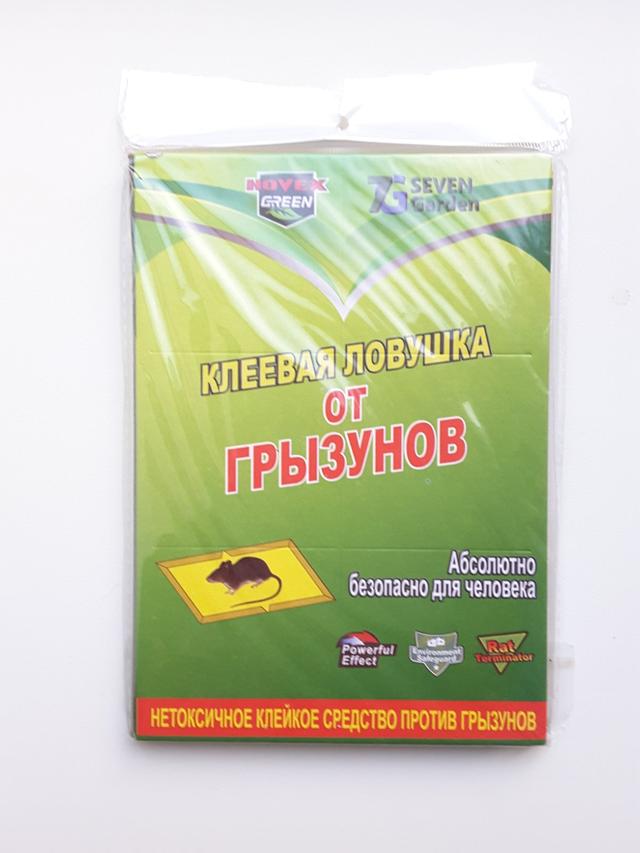 NOVEX
GREEN
7G SEVEN
Garden
КЛЕЕВАЯ ЛОВУШКА
ОТ
ГРЫЗУНОВ
Абсолютно
безопасно для человека
Powerful
Effect
Environment
Safeguard
Rat
Terminator
НЕТОКСИЧНОЕ КЛЕЙКОЕ СРЕДСТВО ПРОТИВ ГРЫЗУНОВ